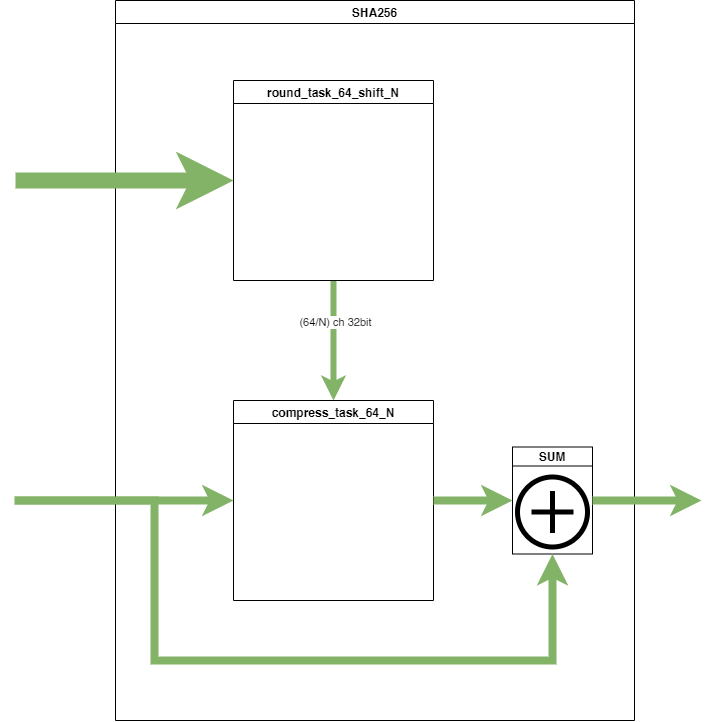 SHA256
round_task_64_shift_N
(64/N) ch 32bit
compress_task_64_N
SUM